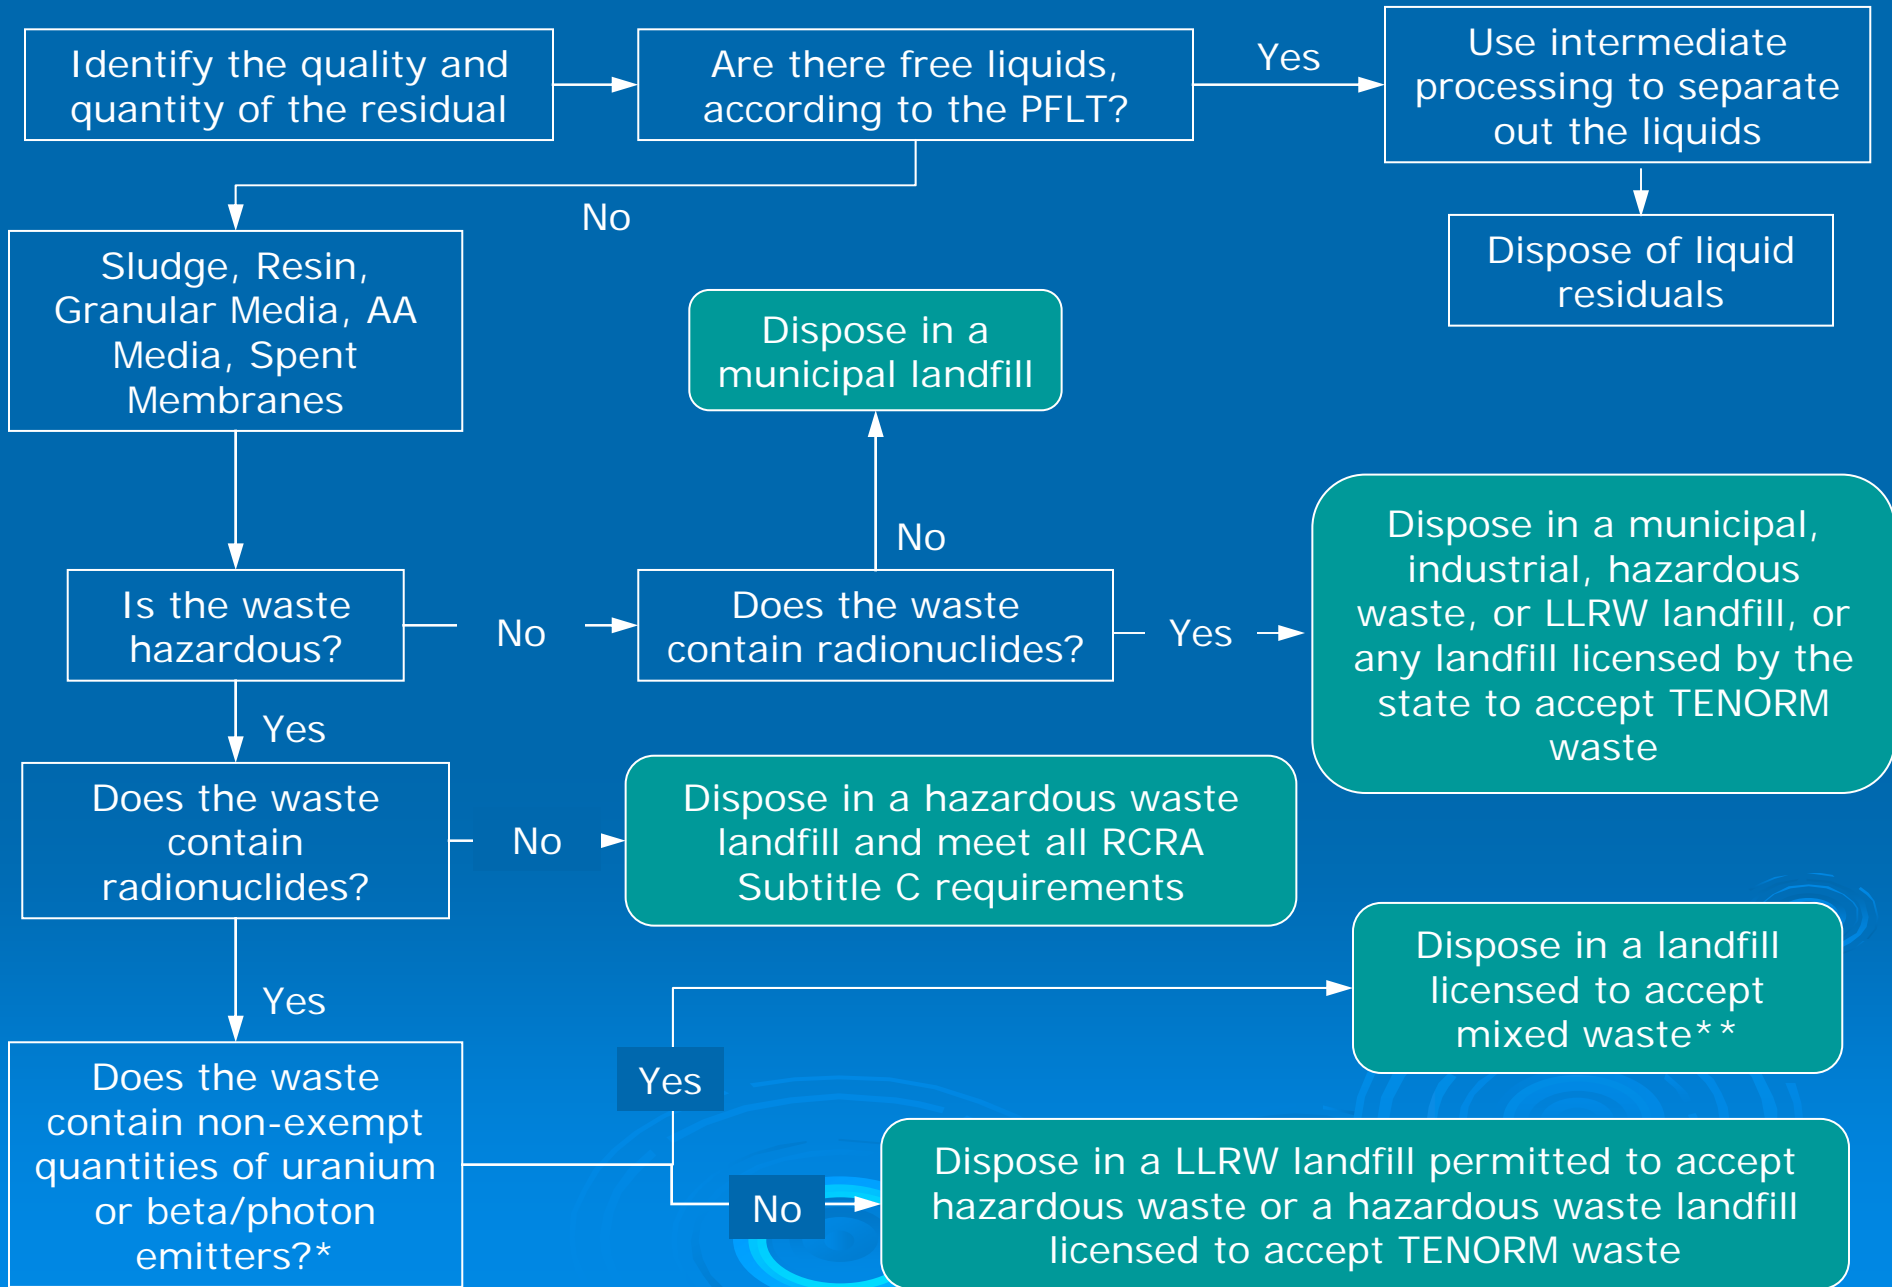 Identify the quality and
quantity of the residual
Are there free liquids,
according to the PFLT?
Yes
Use intermediate
processing to separate
out the liquids
No
Dispose of liquid
residuals
Sludge, Resin,
Granular Media, AA
Media, Spent
Membranes
Dispose in a
municipal landfill
No
Is the waste
hazardous?
No
Does the waste
contain radionuclides?
Yes
Dispose in a municipal,
industrial, hazardous
waste, or LLRW landfill, or
any landfill licensed by the
state to accept TENORM
waste
Yes
Does the waste
contain
radionuclides?
No
Dispose in a hazardous waste
landfill and meet all RCRA
Subtitle C requirements
Yes
Dispose in a landfill
licensed to accept
mixed waste**
Does the waste
contain non-exempt
quantities of uranium
or beta/photon
emitters?*
Yes
No
Dispose in a LLRW landfill permitted to accept
hazardous waste or a hazardous waste landfill
licensed to accept TENORM waste